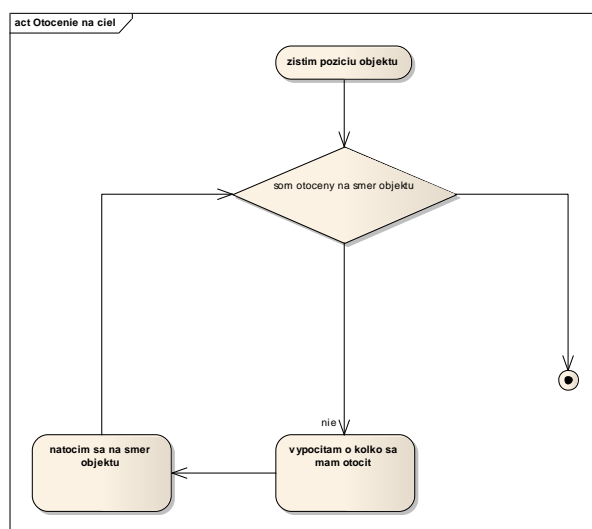 act Otocenie na ciel
zistim poziciu objektu
som otoceny na smer objektu
nie
natocim sa na smer
objektu
vypocitam o kolko sa
mam otocit